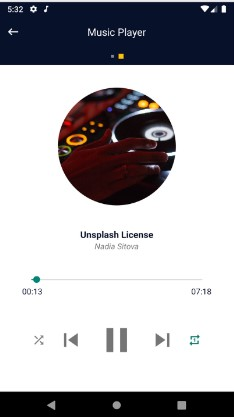 5:32
Music Player
Unsplash License
Nadia Sitova
00:13
07:18